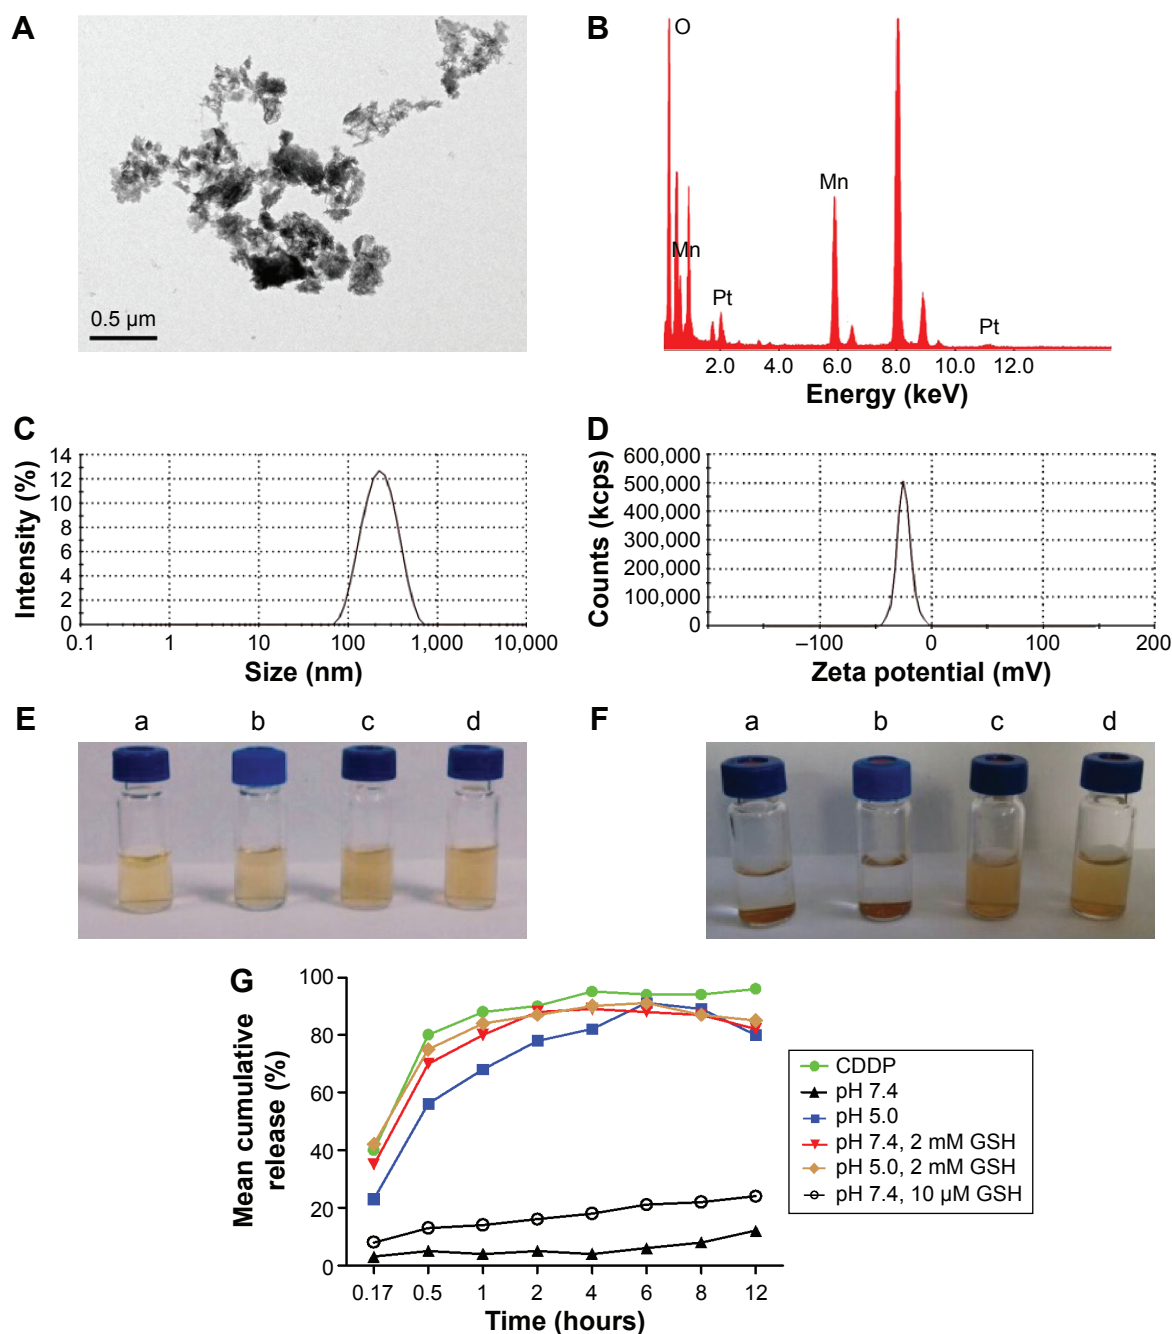 A
0.5 µm
B
O
Mn
Mn
Pt
Pt
2.0 4.0 6.0 8.0 10.0 12.0
Energy (keV)
C
14
12
10
8
6
4
2
0
Intensity (%)
0.1 1 10 100 1,000 10,000
Size (nm)
D
600,000
500,000
400,000
300,000
200,000
100,000
0
Counts (kcps)
–100 0 100 200
Zeta potential (mV)
E
a b c d
F
a b c d
G
100
80
60
40
20
0
Mean cumulative
release (%)
0.17 0.5 1 2 4 6 8 12
Time (hours)
CDDP
pH 7.4
pH 5.0
pH 7.4, 2 mM GSH
pH 5.0, 2 mM GSH
pH 7.4, 10 µM GSH